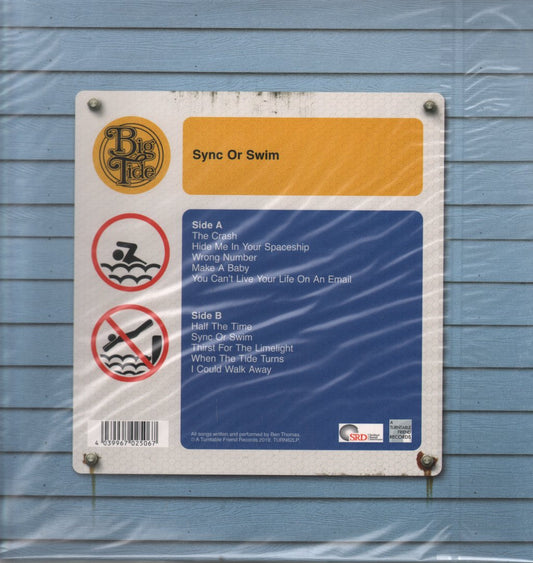 Big
Tide
Sync Or Swim
Side A
The Crash
Hide Me In Your Spaceship
Wrong Number
Make A Baby
You Can't Live Your Life On An Email
Side B
Half The Time
Sync Or Swim
Thirst For The Limelight
When The Tide Turns
I Could Walk Away
4 039967 025067
All songs written and performed by Ben Thomas.
A Turntable Friend Records 2019. TURN62LP
SRD
A
TURNTABLE
FRIEND
RECORDS